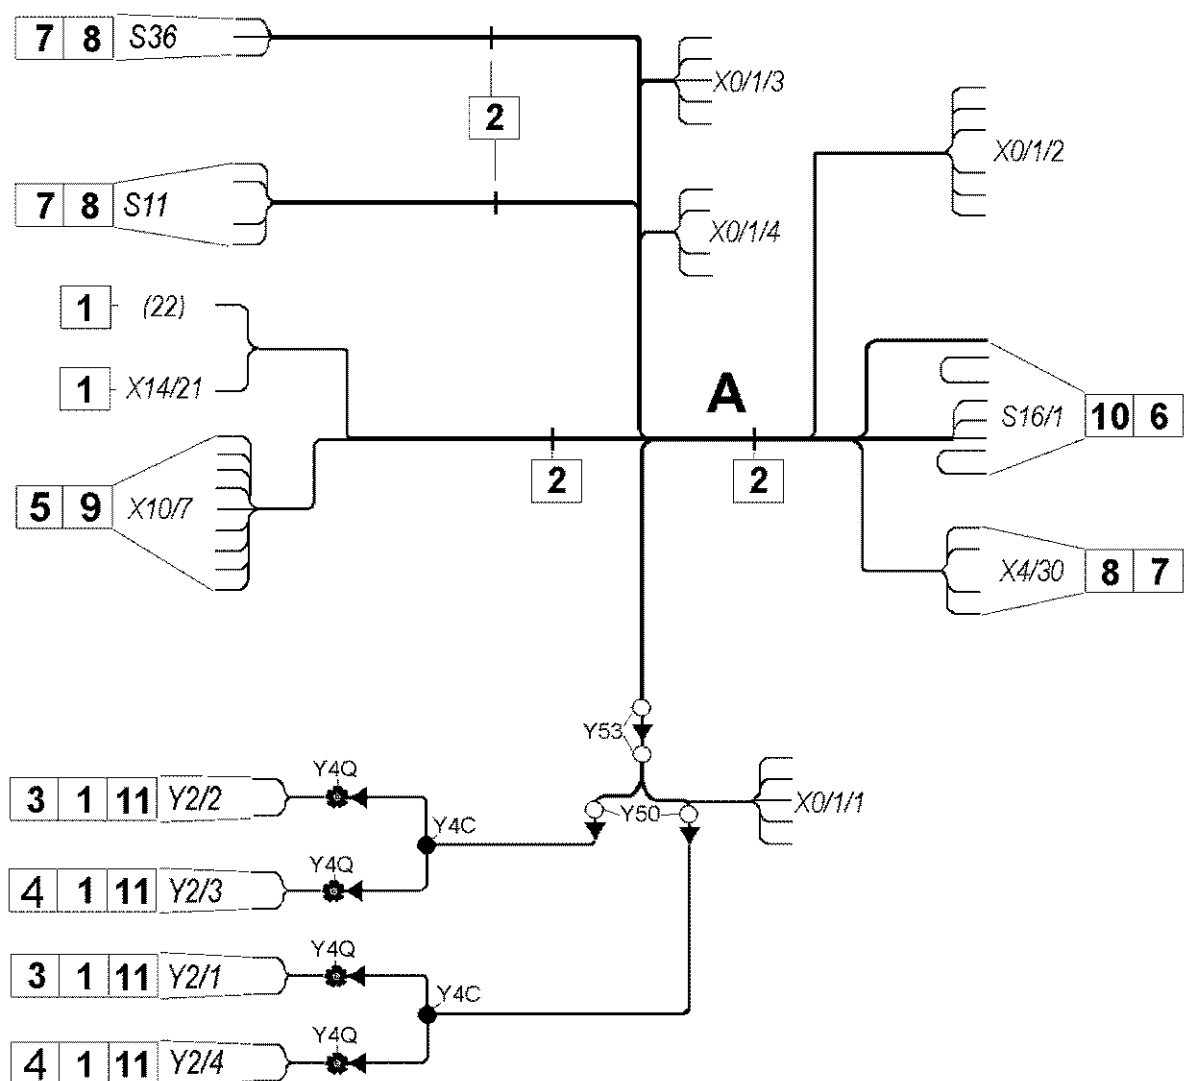 7 8 S36
X0/1/3
2
X0/1/2
7 8 S11
X0/1/4
1 (22)
1 X14/21
A
S16/1 10 6
2 2
5 9 X10/7
X4/30 8 7
Y53
Y4Q
3 1 11 Y2/2
Y50
X0/1/1
Y4C
Y4Q
4 1 11 Y2/3
Y4Q
3 1 11 Y2/1
Y4C
Y4Q
4 1 11 Y2/4